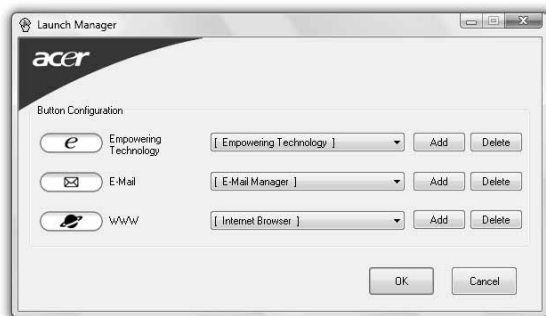 Launch Manager
acer
Button Configuration
e Empowering Technology [ Empowering Technology ] Add Delete
E-Mail [ E-Mail Manager ] Add Delete
WWW [ Internet Browser ] Add Delete
OK Cancel